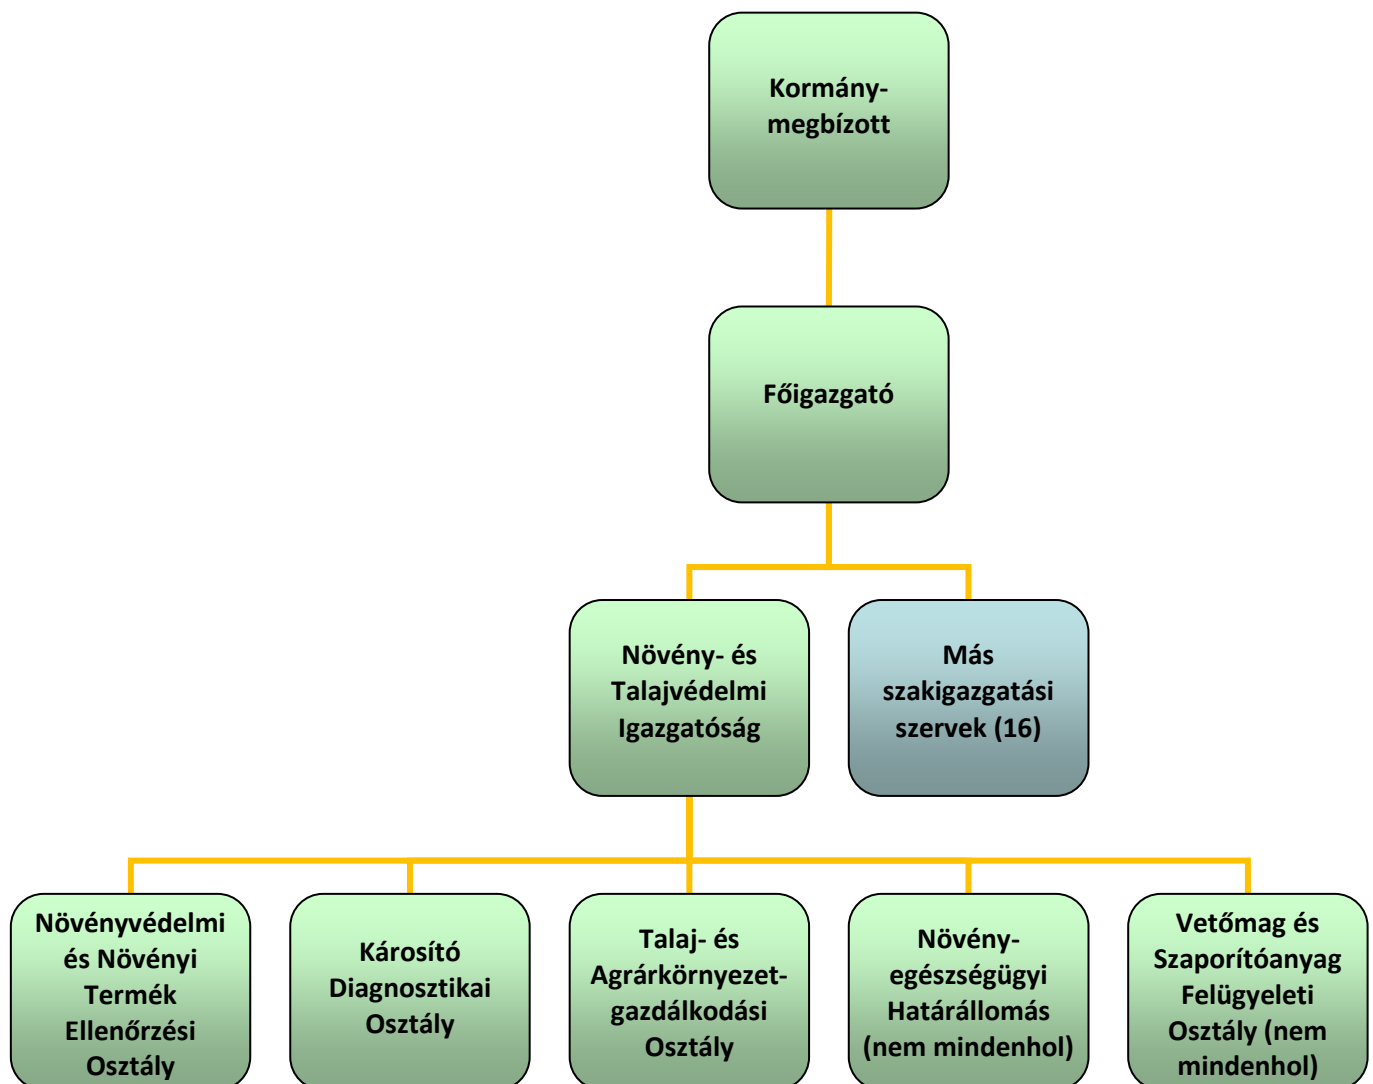 Kormány-
megbízott
Főigazgató
Növény- és
Talajvédelmi
Igazgatóság
Más
szakigazgatási
szervek (16)
Növényvédelmi
és Növényi
Termék
Ellenőrzési
Osztály
Károsító
Diagnosztikai
Osztály
Talaj- és
Agrárkörnyezet-
gazdálkodási
Osztály
Növény-
egészségügyi
Határállomás
(nem mindenhol)
Vetőmag és
Szaporítóanyag
Felügyeleti
Osztály (nem
mindenhol)